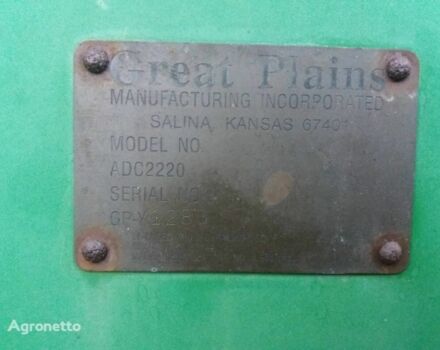 Great Plains
MANUFACTURING INCORPORATED
SALINA, KANSAS 67401
MODEL NO.
ADC2220
SERIAL NO.
Agronetto